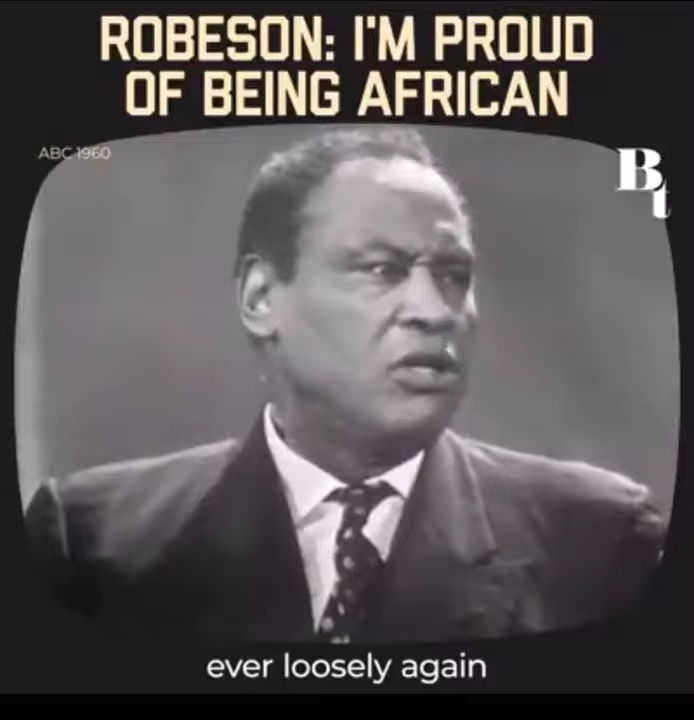 ROBESON: I'M PROUD
OF BEING AFRICAN
ABC 1960
Bt
ever loosely again